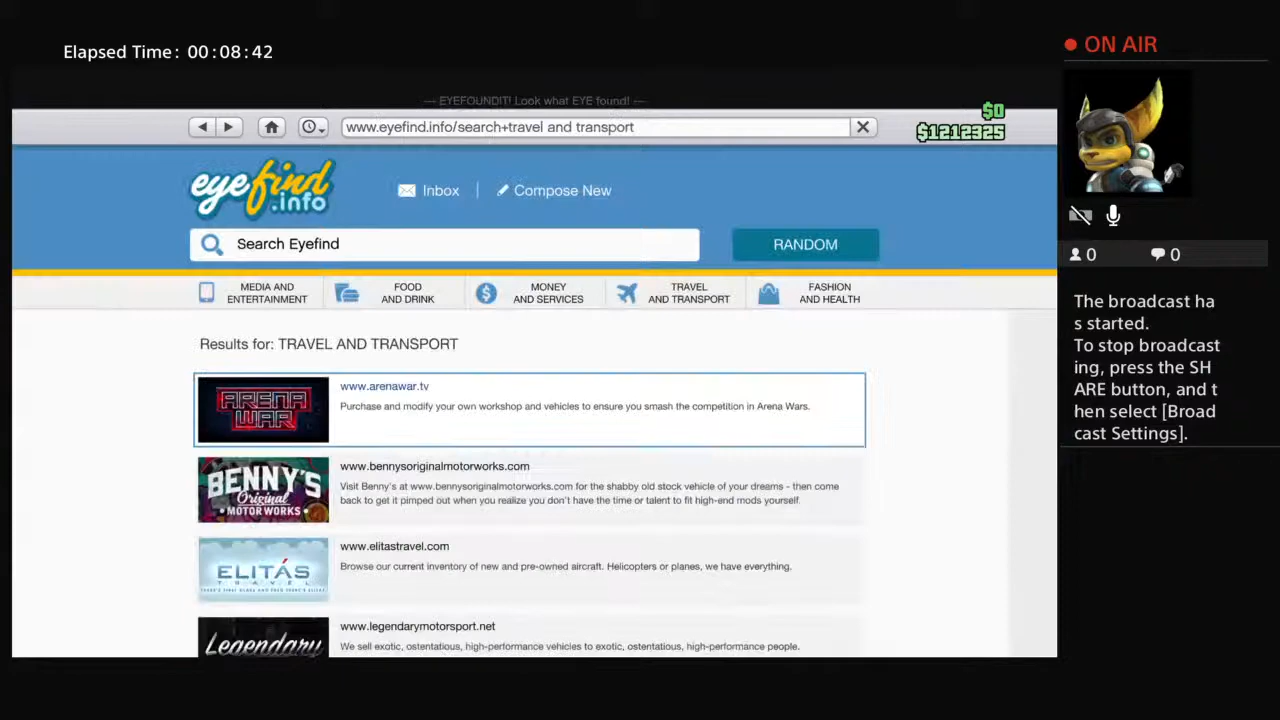 Elapsed Time: 00:08:42
ON AIR
— EYEFOUNDIT! Look what EYE found! —
$0
www.eyefind.info/search+travel and transport
$1212325
eyefind
.info
Inbox
Compose New
Search Eyefind
RANDOM
0
0
MEDIA AND
ENTERTAINMENT
FOOD
AND DRINK
MONEY
AND SERVICES
TRAVEL
AND TRANSPORT
FASHION
AND HEALTH
The broadcast ha
s started.
To stop broadcast
ing, press the SH
ARE button, and t
hen select [Broad
cast Settings].
Results for: TRAVEL AND TRANSPORT
ARENA
WAR
www.arenawar.tv
Purchase and modify your own workshop and vehicles to ensure you smash the competition in Arena Wars.
BENNY'S
Original
MOTOR WORKS
www.bennysoriginalmotorworks.com
Visit Benny's at www.bennysoriginalmotorworks.com for the shabby old stock vehicle of your dreams - then come
back to get it pimped out when you realize you don't have the time or talent to fit high-end mods yourself.
ELITÁS
TRAVEL
www.elitastravel.com
Browse our current inventory of new and pre-owned aircraft. Helicopters or planes, we have everything.
Legendary
www.legendarymotorsport.net
We sell exotic, ostentatious, high-performance vehicles to exotic, ostentatious, high-performance people.